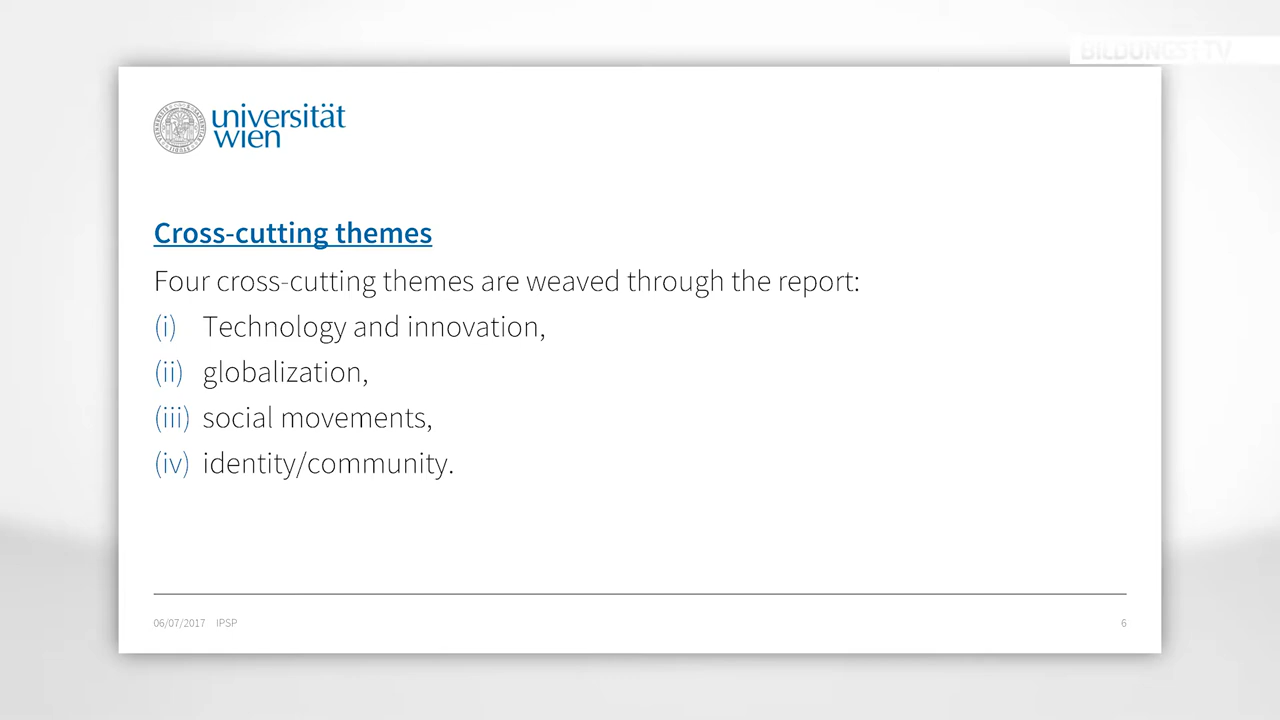 BILDUNGS|TV
universität
wien
Cross-cutting themes
Four cross-cutting themes are weaved through the report:
(i) Technology and innovation,
(ii) globalization,
(iii) social movements,
(iv) identity/community.
06/07/2017 IPSP 6